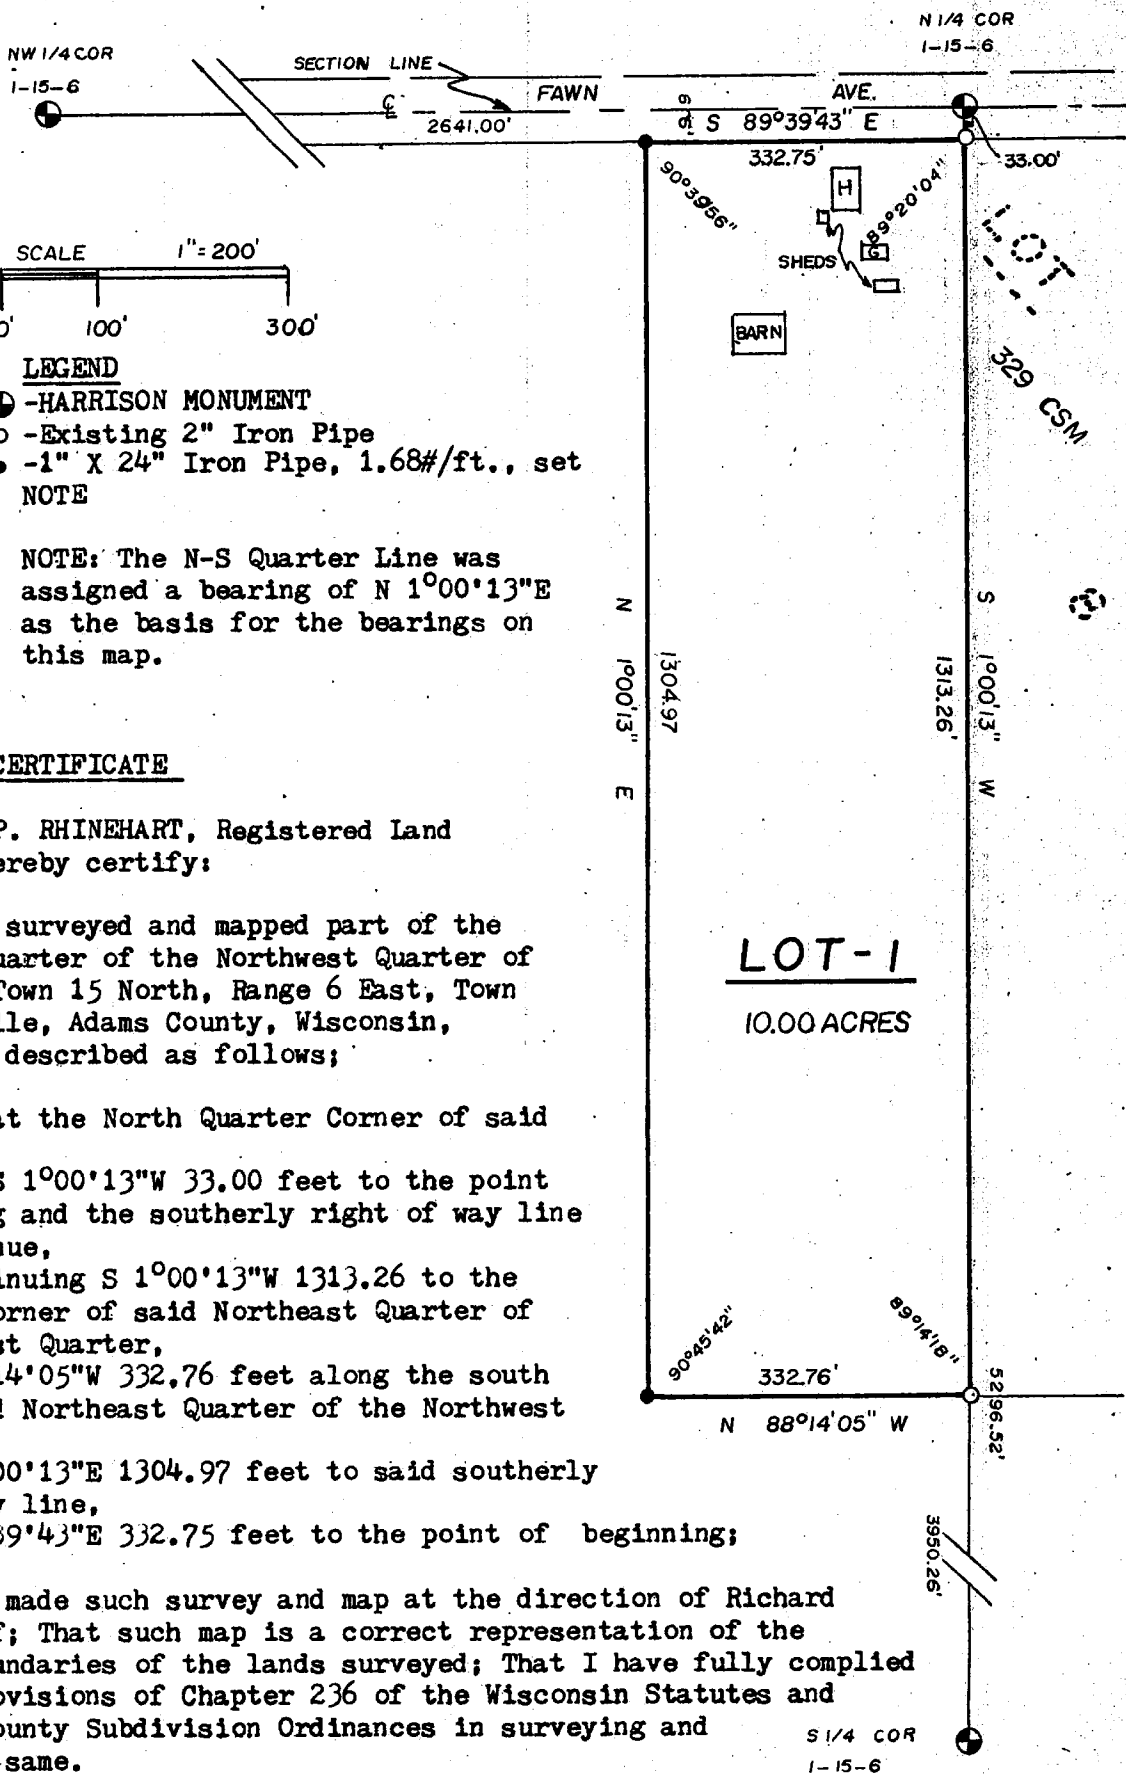 NW 1/4 COR
1-15-6
N 1/4 COR
1-15-6
SECTION LINE
FAWN AVE.
2641.00'
S 89°39'43" E
332.75'
33.00'
90°39'56"
89°20'04"
H
G
SHEDS
BARN
LOT
329 CSM
SCALE 1"=200'
0' 100' 300'
LEGEND
-HARRISON MONUMENT
-Existing 2" Iron Pipe
-1" X 24" Iron Pipe, 1.68#/ft., set
NOTE
NOTE: The N-S Quarter Line was
assigned a bearing of N 1°00'13"E
as the basis for the bearings on
this map.
N 1°00'13" E
1304.97
1313.26'
S 1°00'13" W
CERTIFICATE
P. RHINEHART, Registered Land
ereby certify:
surveyed and mapped part of the
uarter of the Northwest Quarter of
Town 15 North, Range 6 East, Town
lle, Adams County, Wisconsin,
described as follows;
LOT-1
10.00 ACRES
at the North Quarter Corner of said
S 1°00'13"W 33.00 feet to the point
g and the southerly right of way line
nue,
inuing S 1°00'13"W 1313.26 to the
orner of said Northeast Quarter of
st Quarter,
14'05"W 332.76 feet along the south
Northeast Quarter of the Northwest
00'13"E 1304.97 feet to said southerly
y line,
39'43"E 332.75 feet to the point of beginning;
90°45'42"
89°14'18"
332.76'
N 88°14'05" W
5296.52'
3950.26'
made such survey and map at the direction of Richard
f; That such map is a correct representation of the
undaries of the lands surveyed; That I have fully complied
ovisions of Chapter 236 of the Wisconsin Statutes and
ounty Subdivision Ordinances in surveying and
same.
S 1/4 COR
1-15-6